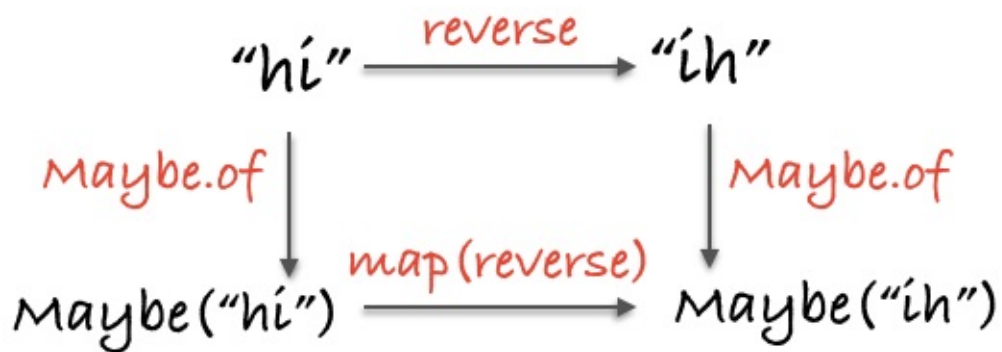 reverse
“hi” “ih”
Maybe.of Maybe.of
map(reverse)
Maybe(“hi”) Maybe(“ih”)